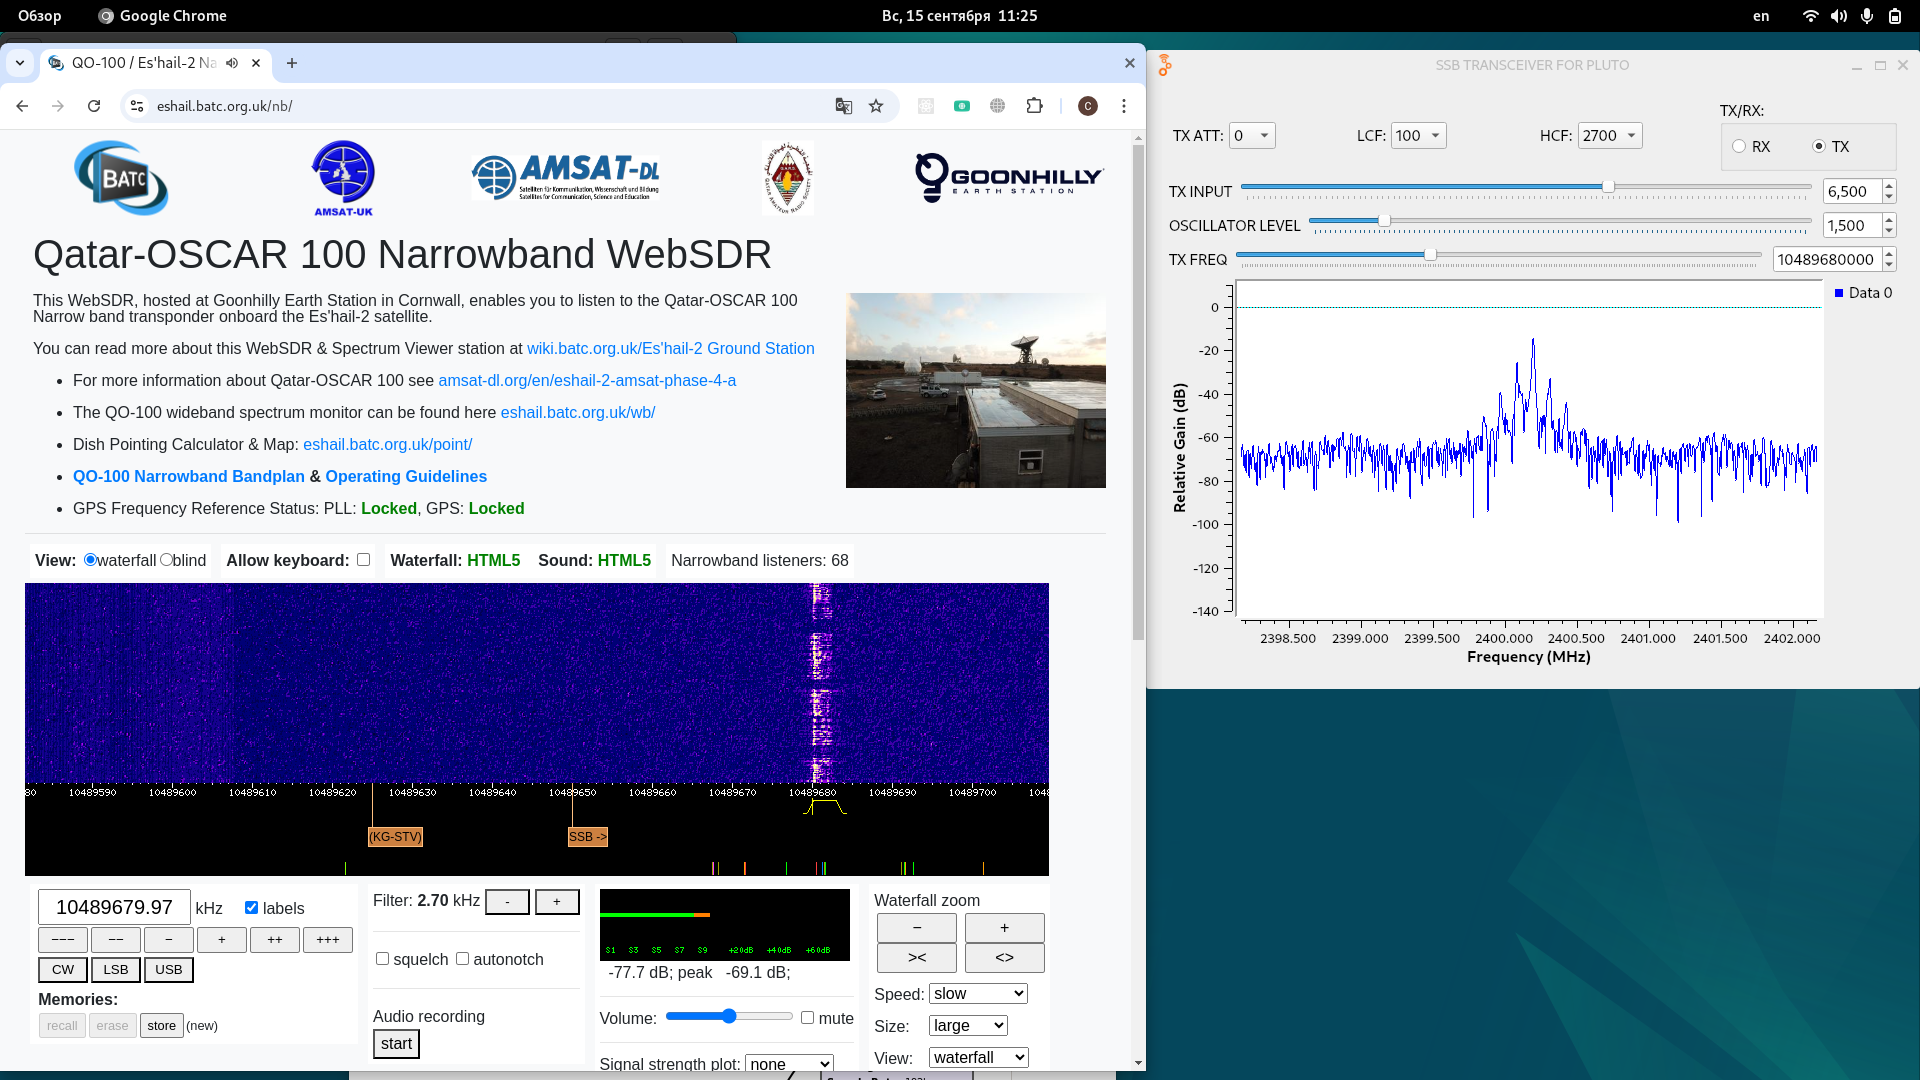 Обзор
Google Chrome
Вс, 15 сентября 11:25
en
QO-100 / Es'hail-2 Na
eshail.batc.org.uk/nb/
C
BATC
AMSAT-UK
AMSAT-DL
Satelliten für Kommunikation, Wissenschaft und Bildung
Satellites for Communication, Science and Education
GOONHILLY
EARTH STATION
Qatar-OSCAR 100 Narrowband WebSDR
This WebSDR, hosted at Goonhilly Earth Station in Cornwall, enables you to listen to the Qatar-OSCAR 100
Narrow band transponder onboard the Es'hail-2 satellite.
You can read more about this WebSDR & Spectrum Viewer station at wiki.batc.org.uk/Es'hail-2 Ground Station
• For more information about Qatar-OSCAR 100 see amsat-dl.org/en/eshail-2-amsat-phase-4-a
• The QO-100 wideband spectrum monitor can be found here eshail.batc.org.uk/wb/
• Dish Pointing Calculator & Map: eshail.batc.org.uk/point/
• QO-100 Narrowband Bandplan & Operating Guidelines
• GPS Frequency Reference Status: PLL: Locked, GPS: Locked
View: waterfall blind Allow keyboard: Waterfall: HTML5 Sound: HTML5 Narrowband listeners: 68
80 10489590 10489600 10489610 10489620 10489630 10489640 10489650 10489660 10489670 10489680 10489690 10489700 1048
(KG-STV) SSB ->
10489679.97 kHz labels
--- -- - + ++ +++
CW LSB USB
Memories:
recall erase store (new)
Filter: 2.70 kHz - +
squelch autonotch
Audio recording
start
S1 S3 S5 S7 S9 +20dB +40dB +60dB
-77.7 dB; peak -69.1 dB;
Volume: mute
Signal strength plot: none
Waterfall zoom
− +
>< <>
Speed: slow
Size: large
View: waterfall
SSB TRANSCEIVER FOR PLUTO
TX ATT: 0 LCF: 100 HCF: 2700
TX/RX:
RX TX
TX INPUT 6,500
OSCILLATOR LEVEL 1,500
TX FREQ 10489680000
Data 0
Relative Gain (dB)
0
-20
-40
-60
-80
-100
-120
-140
2398.500 2399.000 2399.500 2400.000 2400.500 2401.000 2401.500 2402.000
Frequency (MHz)